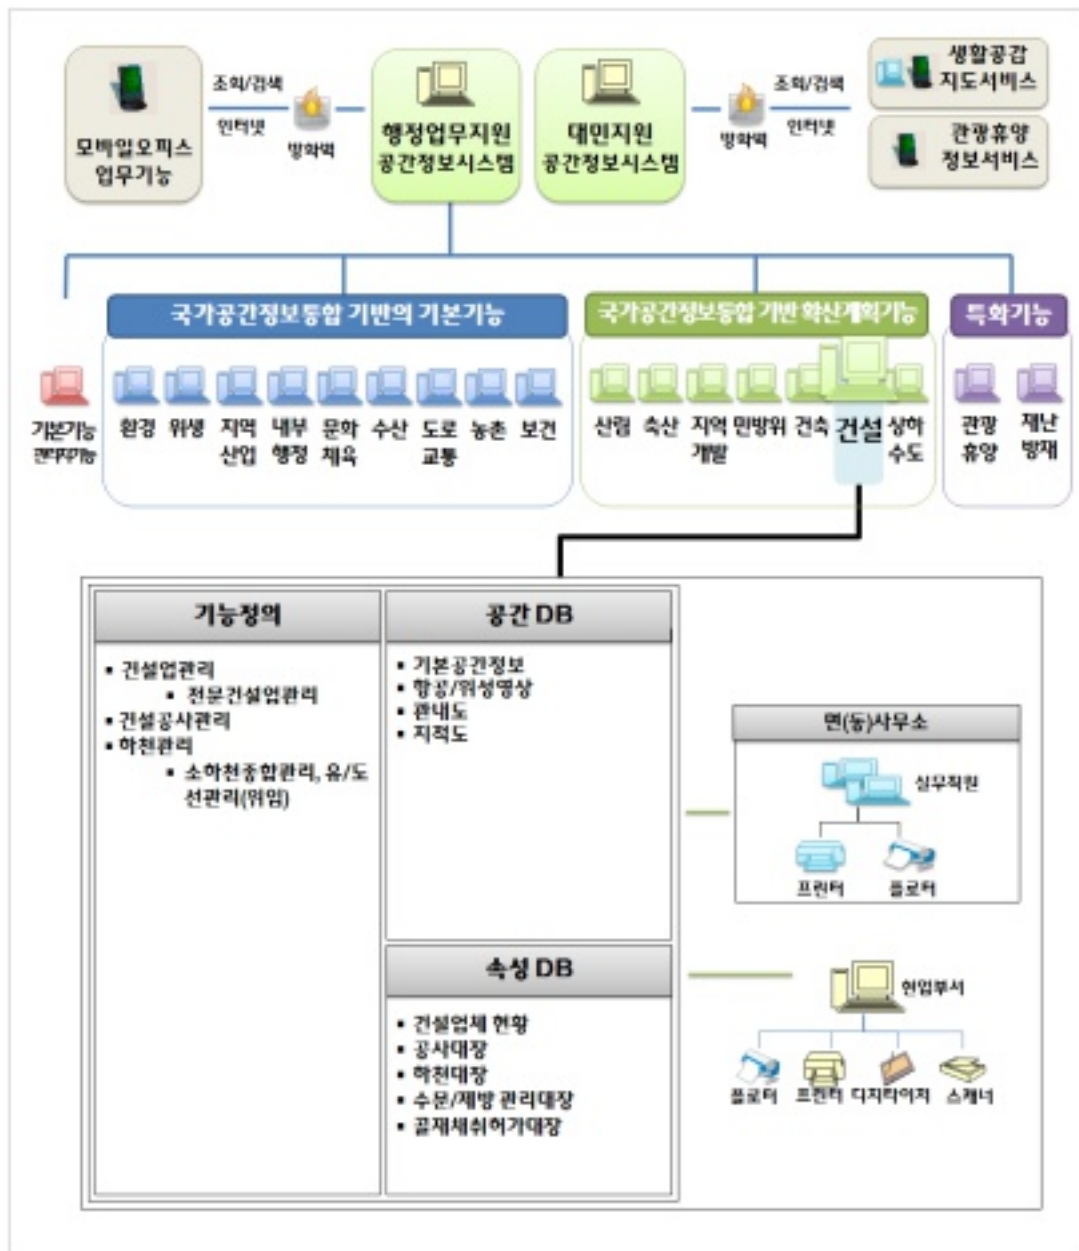 모바일오피스
업무기능
조회/검색
인터넷
방화벽
행정업무지원
공간정보시스템
대민지원
공간정보시스템
방화벽
조회/검색
인터넷
생활공감
지도서비스
관광휴양
정보서비스
국가공간정보통합 기반의 기본기능
국가공간정보통합 기반 확산계획기능
특화기능
기본기능
관리자기능
환경
위생
지역
산업
내부
행정
문화
체육
수산
도로
교통
농촌
보건
산림
축산
지역
개발
민방위
건축
건설
상하
수도
관광
휴양
재난
방재
기능정의
▪ 건설업관리
▪ 전문건설업관리
▪ 건설공사관리
▪ 하천관리
▪ 소하천종합관리, 유/도
선관리(위임)
공간 DB
▪ 기본공간정보
▪ 항공/위성영상
▪ 관내도
▪ 지적도
속성 DB
▪ 건설업체 현황
▪ 공사대장
▪ 하천대장
▪ 수문/제방 관리대장
▪ 골재채취허가대장
면(동)사무소
실무직원
프린터
플로터
현업부서
플로터
프린터
디지타이저
스캐너